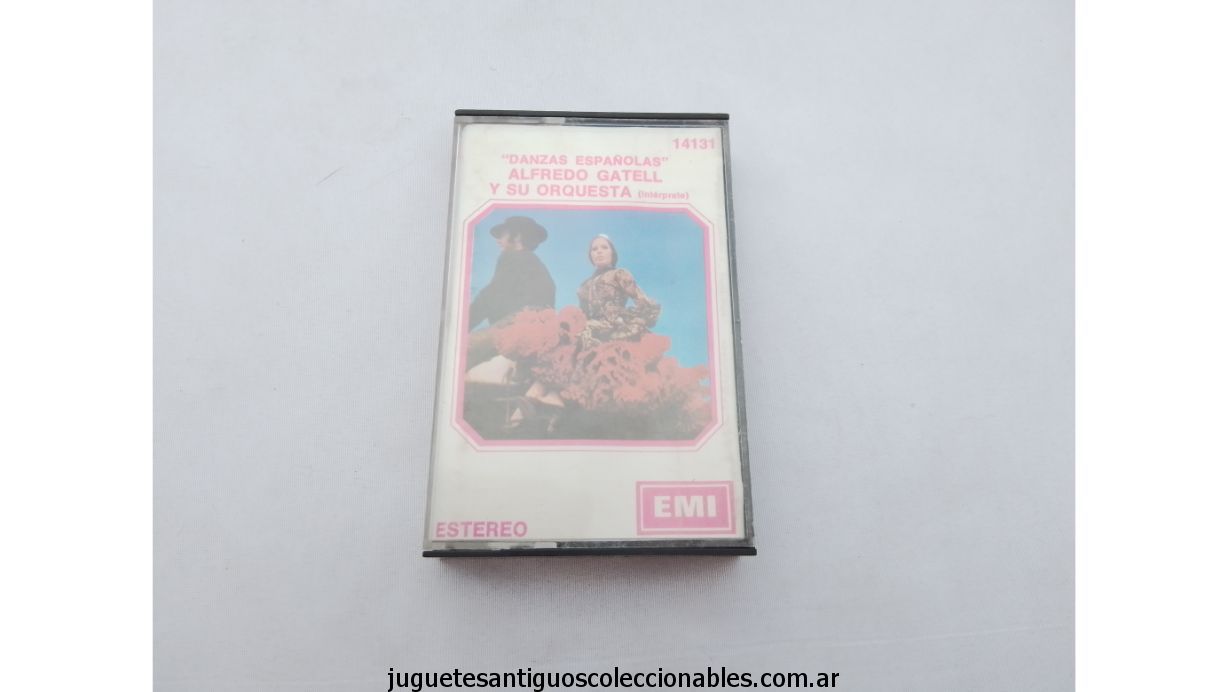 14131
"DANZAS ESPAÑOLAS"
ALFREDO GATELL
Y SU ORQUESTA (Intérprete)
EMI
ESTEREO
juguetesantiguoscoleccionables.com.ar